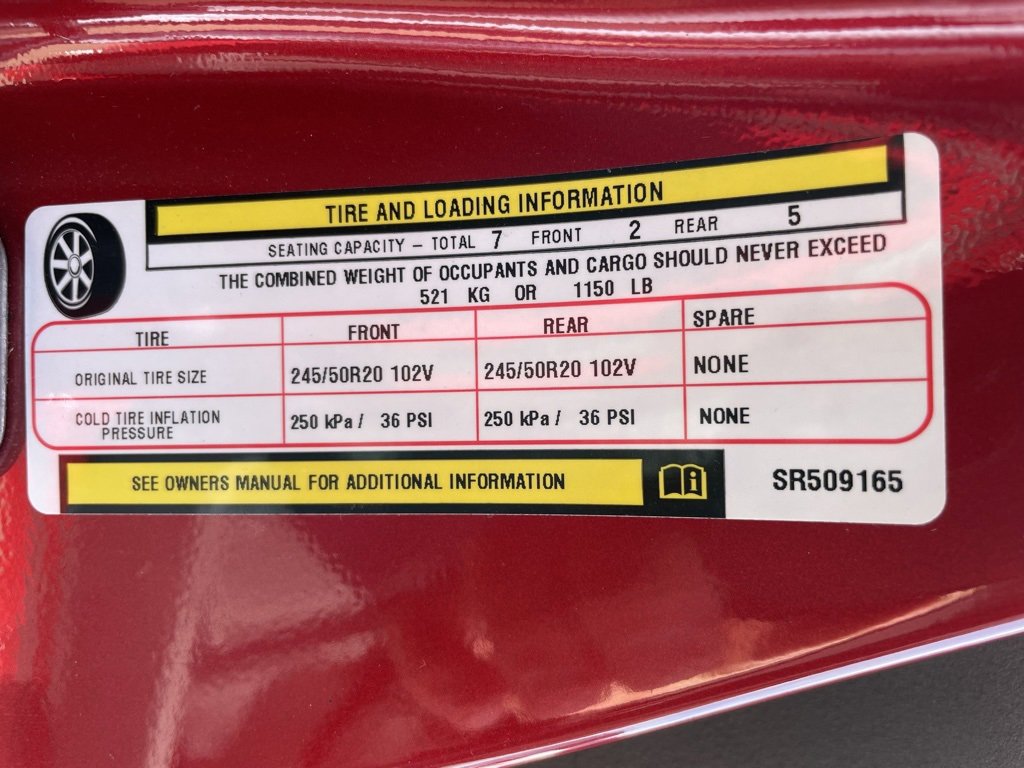 TIRE AND LOADING INFORMATION
SEATING CAPACITY – TOTAL 7 FRONT 2 REAR 5
THE COMBINED WEIGHT OF OCCUPANTS AND CARGO SHOULD NEVER EXCEED
521 KG OR 1150 LB
TIRE FRONT REAR SPARE
ORIGINAL TIRE SIZE 245/50R20 102V 245/50R20 102V NONE
COLD TIRE INFLATION
PRESSURE 250 kPa / 36 PSI 250 kPa / 36 PSI NONE
SEE OWNERS MANUAL FOR ADDITIONAL INFORMATION i SR509165